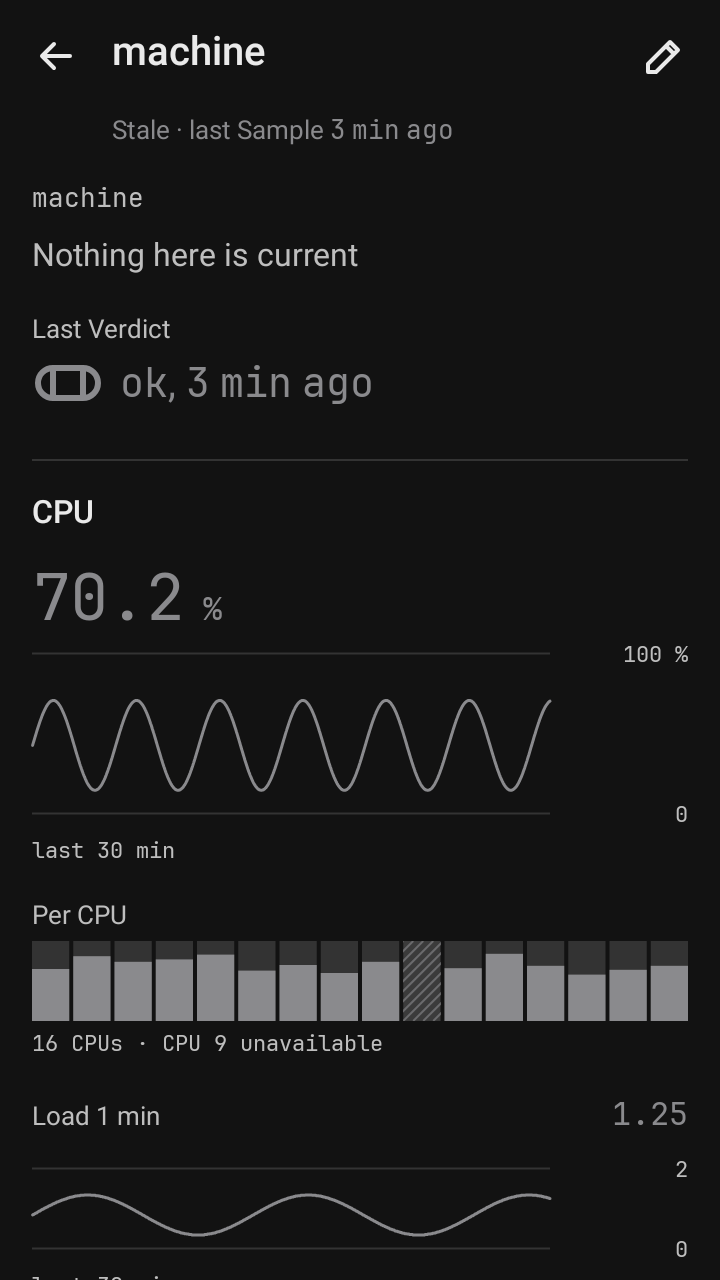 machine
Stale · last Sample 3 min ago
machine
Nothing here is current
Last Verdict
ok, 3 min ago
CPU
70.2 %
100 %
0
last 30 min
Per CPU
16 CPUs · CPU 9 unavailable
Load 1 min
1.25
2
0